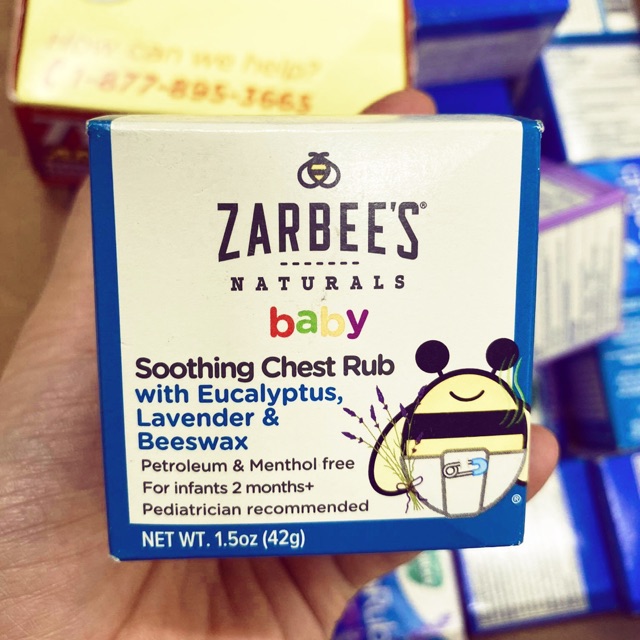 How can we help?
1-877-895-3665
ZARBEE'S®
NATURALS
baby
Soothing Chest Rub
with Eucalyptus,
Lavender &
Beeswax
Petroleum & Menthol free
For infants 2 months+
Pediatrician recommended
®
NET WT. 1.5oz (42g)